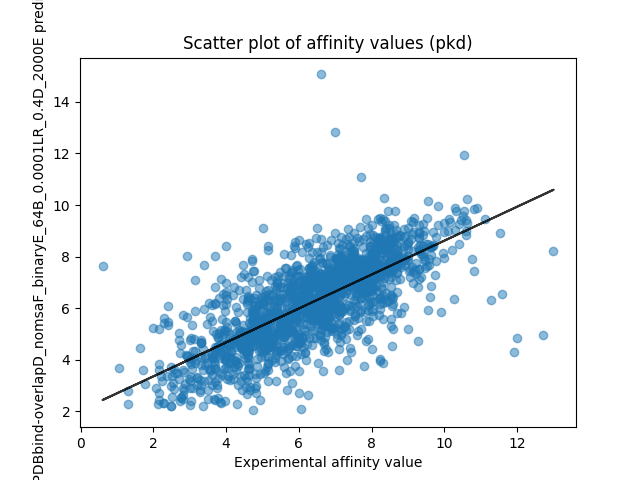 Scatter plot of affinity values (pkd)
PDBbind-overlapD_nomsaF_binaryE_64B_0.0001LR_0.4D_2000E pred
14
12
10
8
6
4
2
0 2 4 6 8 10 12
Experimental affinity value